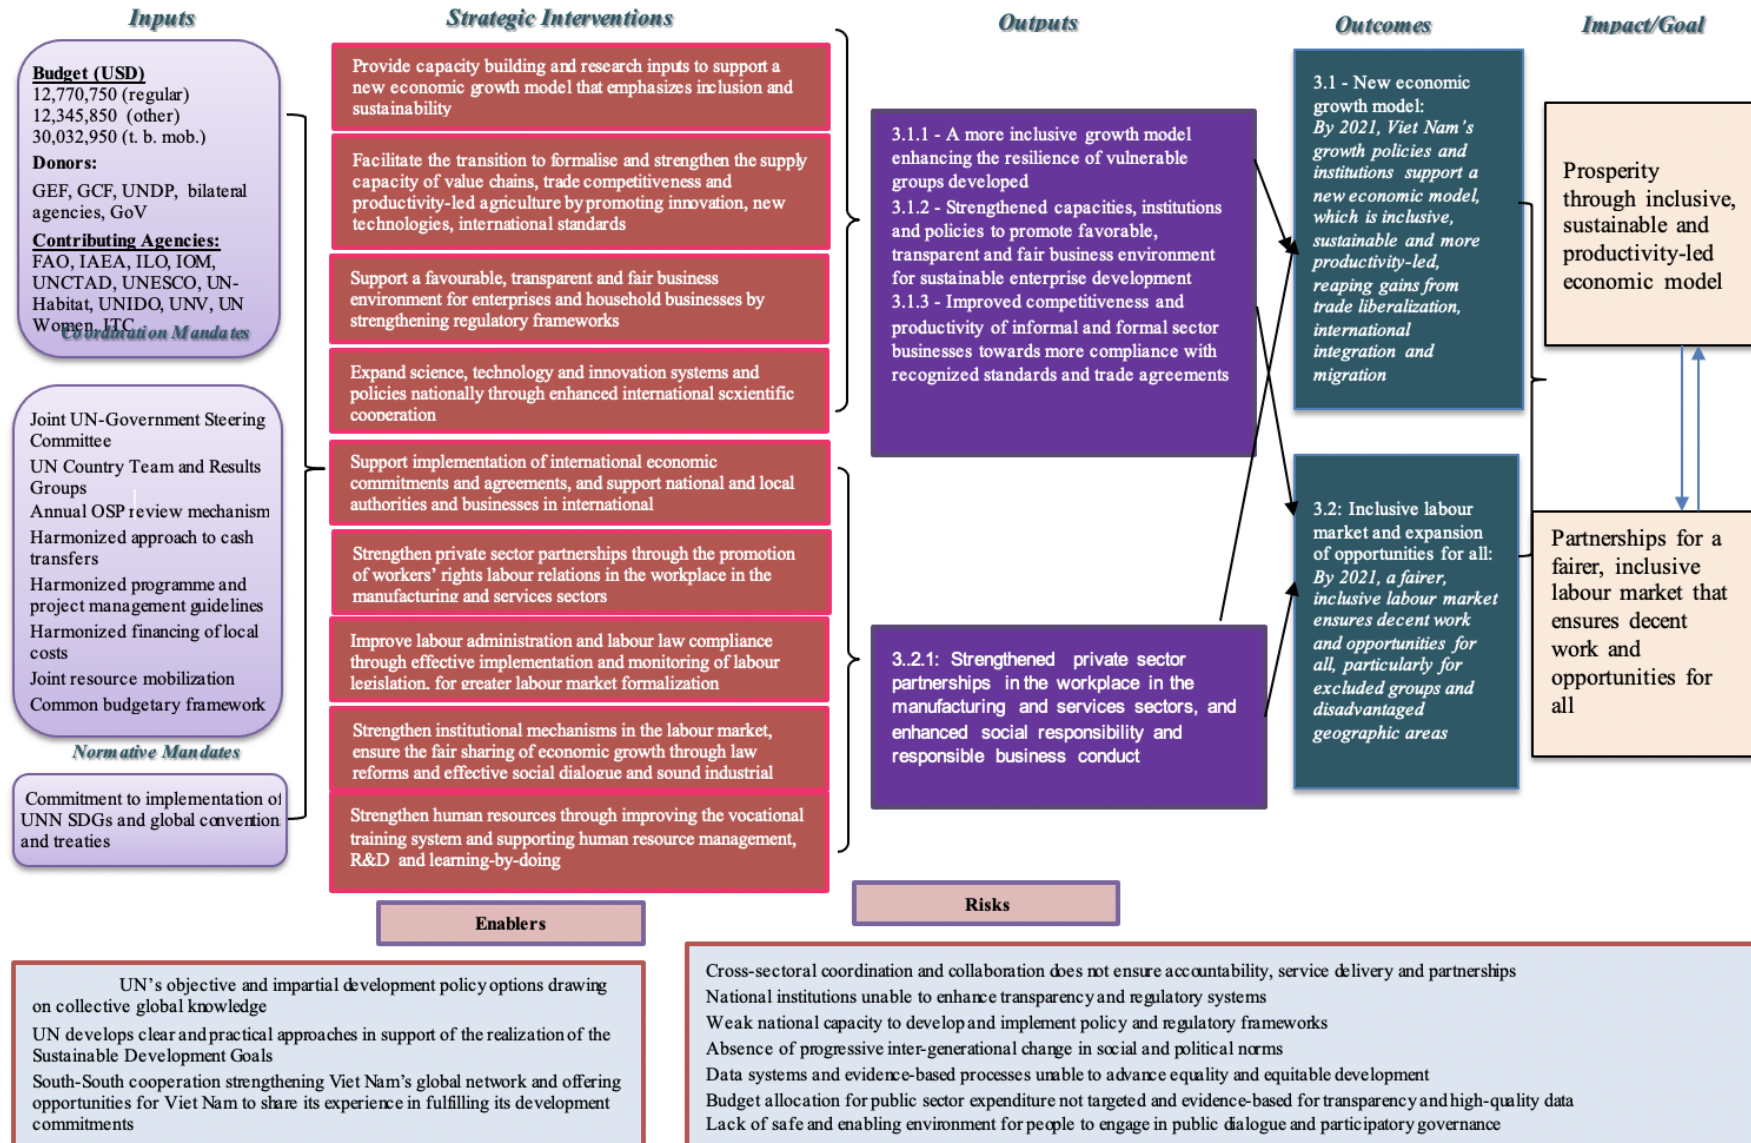 Inputs
Budget (USD)
12,770,750 (regular)
12,345,850 (other)
30,032,950 (t. b. mob.)
Donors:
GEF, GCF, UNDP, bilateral
agencies, GoV
Contributing Agencies:
FAO, IAEA, ILO, IOM,
UNCTAD, UNESCO, UN-
Habitat, UNIDO, UNV, UN
Women, ITC
Coordination Mandates
Joint UN-Government Steering
Committee
UN Country Team and Results
Groups
Annual OSP review mechanism
Harmonized approach to cash
transfers
Harmonized programme and
project management guidelines
Harmonized financing of local
costs
Joint resource mobilization
Common budgetary framework
Normative Mandates
Commitment to implementation of
UNN SDGs and global convention
and treaties
Strategic Interventions
Provide capacity building and research inputs to support a
new economic growth model that emphasizes inclusion and
sustainability
Facilitate the transition to formalise and strengthen the supply
capacity of value chains, trade competitiveness and
productivity-led agriculture by promoting innovation, new
technologies, international standards
Support a favourable, transparent and fair business
environment for enterprises and household businesses by
strengthening regulatory frameworks
Expand science, technology and innovation systems and
policies nationally through enhanced international scxientific
cooperation
Support implementation of international economic
commitments and agreements, and support national and local
authorities and businesses in international
Strengthen private sector partnerships through the promotion
of workers' rights labour relations in the workplace in the
manufacturing and services sectors
Improve labour administration and labour law compliance
through effective implementation and monitoring of labour
legislation, for greater labour market formalization
Strengthen institutional mechanisms in the labour market,
ensure the fair sharing of economic growth through law
reforms and effective social dialogue and sound industrial
Strengthen human resources through improving the vocational
training system and supporting human resource management,
R&D and learning-by-doing
Outputs
3.1.1 - A more inclusive growth model
enhancing the resilience of vulnerable
groups developed
3.1.2 - Strengthened capacities, institutions
and policies to promote favorable,
transparent and fair business environment
for sustainable enterprise development
3.1.3 - Improved competitiveness and
productivity of informal and formal sector
businesses towards more compliance with
recognized standards and trade agreements
3..2.1: Strengthened private sector
partnerships in the workplace in the
manufacturing and services sectors, and
enhanced social responsibility and
responsible business conduct
Outcomes
3.1 - New economic
growth model:
By 2021, Viet Nam's
growth policies and
institutions support a
new economic model,
which is inclusive,
sustainable and more
productivity-led,
reaping gains from
trade liberalization,
international
integration and
migration
3.2: Inclusive labour
market and expansion
of opportunities for all:
By 2021, a fairer,
inclusive labour market
ensures decent work
and opportunities for
all, particularly for
excluded groups and
disadvantaged
geographic areas
Impact/Goal
Prosperity
through inclusive,
sustainable and
productivity-led
economic model
Partnerships for a
fairer, inclusive
labour market that
ensures decent
work and
opportunities for
all
Enablers
UN's objective and impartial development policy options drawing
on collective global knowledge
UN develops clear and practical approaches in support of the realization of the
Sustainable Development Goals
South-South cooperation strengthening Viet Nam's global network and offering
opportunities for Viet Nam to share its experience in fulfilling its development
commitments
Risks
Cross-sectoral coordination and collaboration does not ensure accountability, service delivery and partnerships
National institutions unable to enhance transparency and regulatory systems
Weak national capacity to develop and implement policy and regulatory frameworks
Absence of progressive inter-generational change in social and political norms
Data systems and evidence-based processes unable to advance equality and equitable development
Budget allocation for public sector expenditure not targeted and evidence-based for transparency and high-quality data
Lack of safe and enabling environment for people to engage in public dialogue and participatory governance